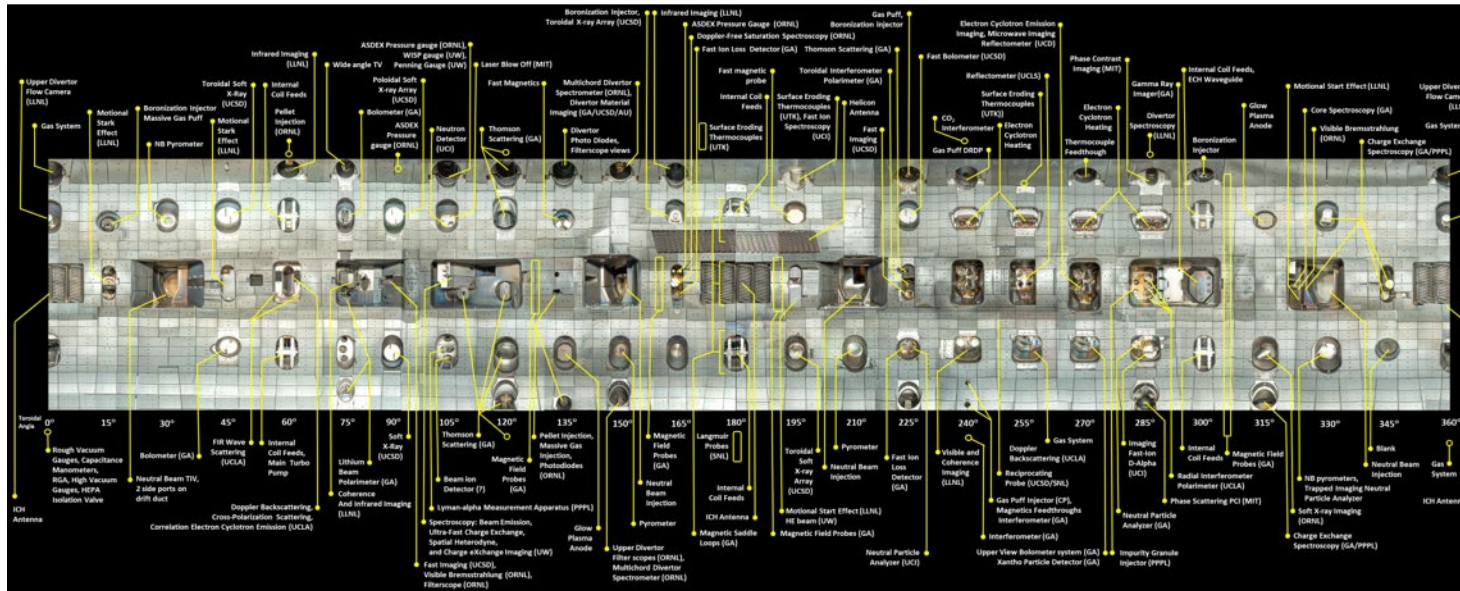 Upper Divertor
Flow Camera
(LLNL)
Gas System
Motional
Stark
Effect
(LLNL)
Boronization Injector
Massive Gas Puff
NB Pyrometer
Toroidal Soft
X-Ray
(UCSD)
Motional
Stark
Effect
(LLNL)
Infrared Imaging
(LLNL)
Internal
Coil Feeds
Pellet
Injection
(ORNL)
Wide angle TV
ASDEX Pressure gauge (ORNL),
WISP gauge (UW)
Penning Gauge (UW)
Poloidal Soft
X-ray Array
(UCSD)
Bolometer (GA)
ASDEX
Pressure
gauge (ORNL)
Neutron
Detector
(UCI)
Laser Blow Off (MIT)
Thomson
Scattering (GA)
Fast Magnetics
Divertor
Photo Diodes,
Filterscope views
Multichord Divertor
Spectrometer (ORNL),
Divertor Material
Imaging (GA/UCSD/AU)
Boronization Injector,
Toroidal X-ray Array (UCSD)
Infrared Imaging (LLNL)
ASDEX Pressure Gauge (ORNL)
Doppler-Free Saturation Spectroscopy (ORNL)
Fast Ion Loss Detector (GA)
Fast magnetic
probe
Internal Coil
Feeds
Surface Eroding
Thermocouples
(UTK)
Thomson Scattering (GA)
Toroidal Interferometer
Polarimeter (GA)
Surface Eroding
Thermocouples
(UTK), Fast Ion
Spectroscopy
(UCI)
Helicon
Antenna
Fast
Imaging
(UCSD)
Gas Puff,
Boronization injector
Fast Bolometer (UCSD)
CO2
Interferometer
Gas Puff DRDP
Electron Cyclotron Emission
Imaging, Microwave Imaging
Reflectometer (UCD)
Reflectometer (UCLS)
Surface Eroding
Thermocouples
(UTK))
Electron
Cyclotron
Heating
Phase Contrast
Imaging (MIT)
Electron
Cyclotron
Heating
Thermocouple
Feedthough
Gamma Ray
Imager(GA)
Divertor
Spectroscopy
(LLNL)
Internal Coil Feeds,
ECH Waveguide
Boronization
Injector
Glow
Plasma
Anode
Motional Start Effect (LLNL)
Core Spectroscopy (GA)
Visible Bremsstrahlung
(ORNL)
Charge Exchange
Spectroscopy (GA/PPPL)
Upper Diver
Flow Came
(LLN
Gas System
Toroidal
Angle
0° 15° 30° 45° 60° 75° 90° 105° 120° 135° 150° 165° 180° 195° 210° 225° 240° 255° 270° 285° 300° 315° 330° 345° 360°
Rough Vacuum
Gauges, Capacitance
Manometers,
RGA, High Vacuum
Gauges, HEPA
Isolation Valve
ICH
Antenna
Neutral Beam TIV,
2 side ports on
drift duct
Bolometer (GA)
FIR Wave
Scattering
(UCLA)
Internal
Coil Feeds,
Main Turbo
Pump
Doppler Backscattering,
Cross-Polarization Scattering,
Correlation Electron Cyclotron Emission (UCLA)
Lithium
Beam
Polarimeter (GA)
Coherence
And Infrared Imaging
(LLNL)
Soft
X-Ray
(UCSD)
Thomson
Scattering (GA)
Beam ion
Detector (?)
Magnetic
Field
Probes
(GA)
Lyman-alpha Measurement Apparatus (PPPL)
Spectroscopy: Beam Emission,
Ultra-Fast Charge Exchange,
Spatial Heterodyne,
and Charge eXchange Imaging (UW)
Fast Imaging (UCSD),
Visible Bremsstrahlung (ORNL),
Filterscope (ORNL)
Pellet Injection,
Massive Gas
Injection,
Photodiodes
(ORNL)
Glow
Plasma
Anode
Upper Divertor
Filter scopes (ORNL),
Multichord Divertor
Spectrometer (ORNL)
Pyrometer
Neutral
Beam
Injection
Magnetic
Field
Probes
(GA)
Langmuir
Probes
(SNL)
Internal
Coil Feeds
ICH Antenna
Magnetic Saddle
Loops (GA)
Toroidal
Soft
X-ray
Array
(UCSD)
Motional Start Effect (LLNL)
HE beam (UW)
Magnetic Field Probes (GA)
Pyrometer
Neutral Beam
Injection
Fast Ion
Loss
Detector
(GA)
Neutral Particle
Analyzer (UCI)
Visible and
Coherence
Imaging
(LLNL)
Gas Puff Injector (CP),
Magnetics Feedthroughs
Interferometer (GA)
Interferometer (GA)
Upper View Bolometer system (GA)
Xantho Particle Detector (GA)
Gas System
Doppler
Backscattering (UCLA)
Reciprocating
Probe (UCSD/SNL)
Imaging
Fast-Ion
D-Alpha
(UCI)
Neutral Particle
Analyzer (GA)
Impurity Granule
Injector (PPPL)
Internal
Coil Feeds
Magnetic Field
Probes (GA)
Radial Interferometer
Polarimeter (UCLA)
Phase Scattering PCI (MIT)
Blank
Neutral Beam
Injection
NB pyrometers,
Trapped Imaging Neutral
Particle Analyzer
Soft X-ray Imaging
(ORNL)
Charge Exchange
Spectroscopy (GA/PPPL)
Gas
System
ICH Antenna